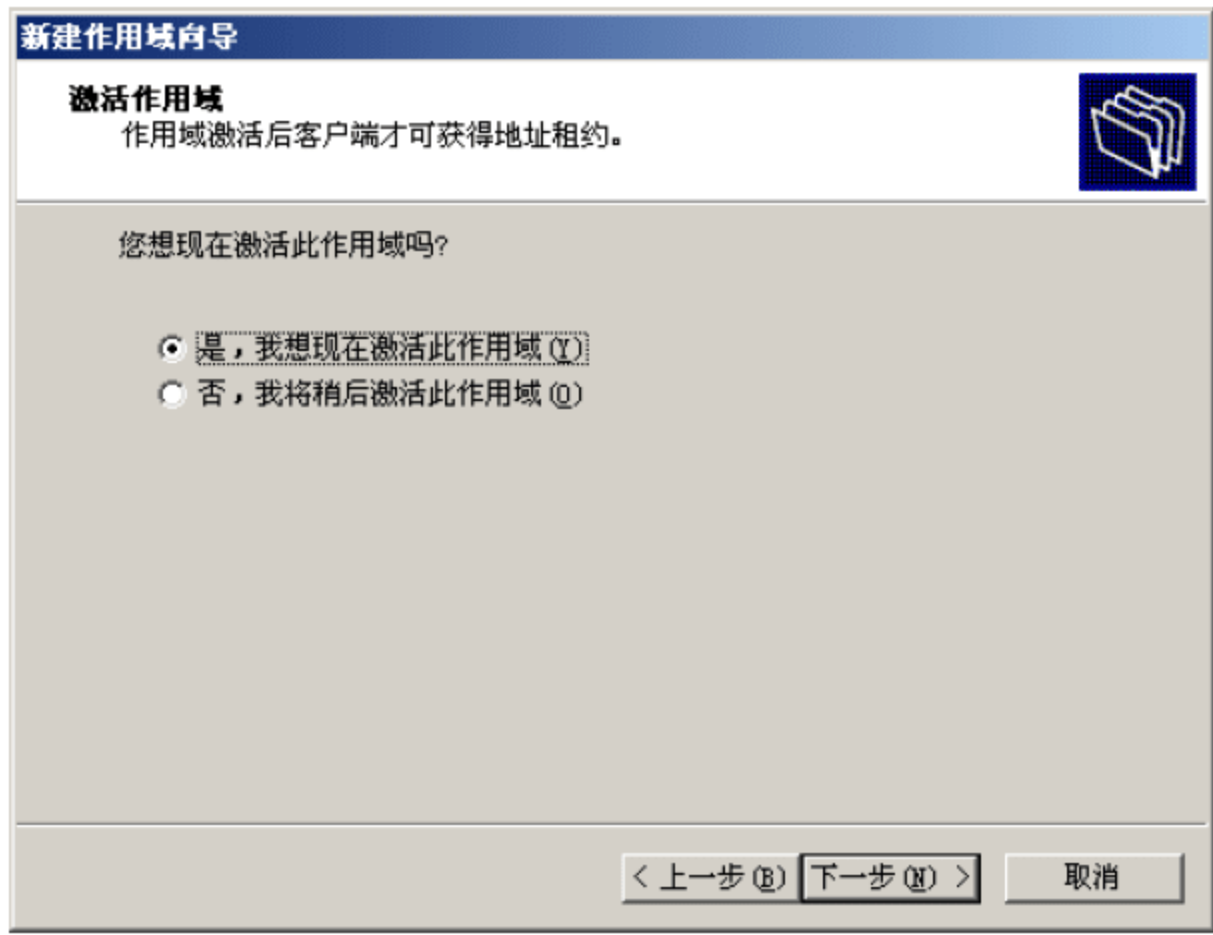 新建作用域向导
激活作用域
作用域激活后客户端才可获得地址租约。
您想现在激活此作用域吗?
是，我想现在激活此作用域(Y)
否，我将稍后激活此作用域(O)
< 上一步(B) 下一步(N) > 取消